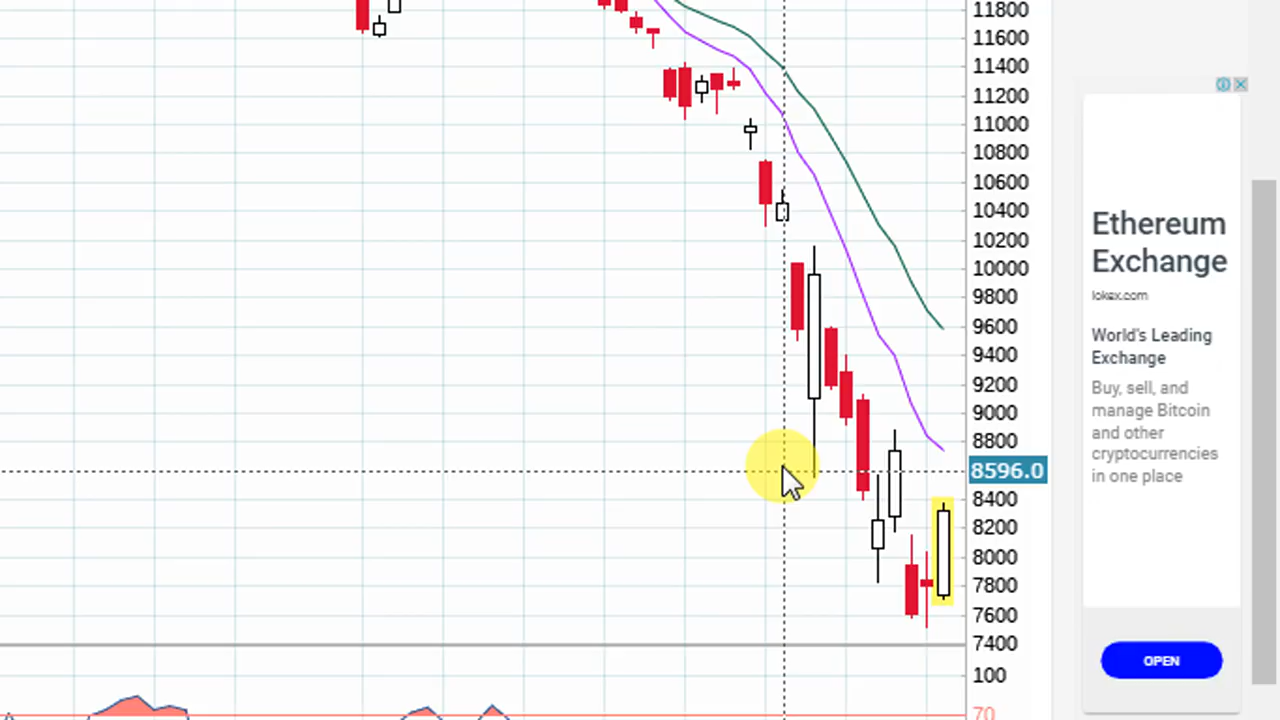 11800
11600
11400
11200
11000
10800
10600
10400
10200
10000
9800
9600
9400
9200
9000
8800
8596.0
8400
8200
8000
7800
7600
7400
100
70
Ethereum
Exchange
lokex.com
World's Leading
Exchange
Buy, sell, and
manage Bitcoin
and other
cryptocurrencies
in one place
OPEN